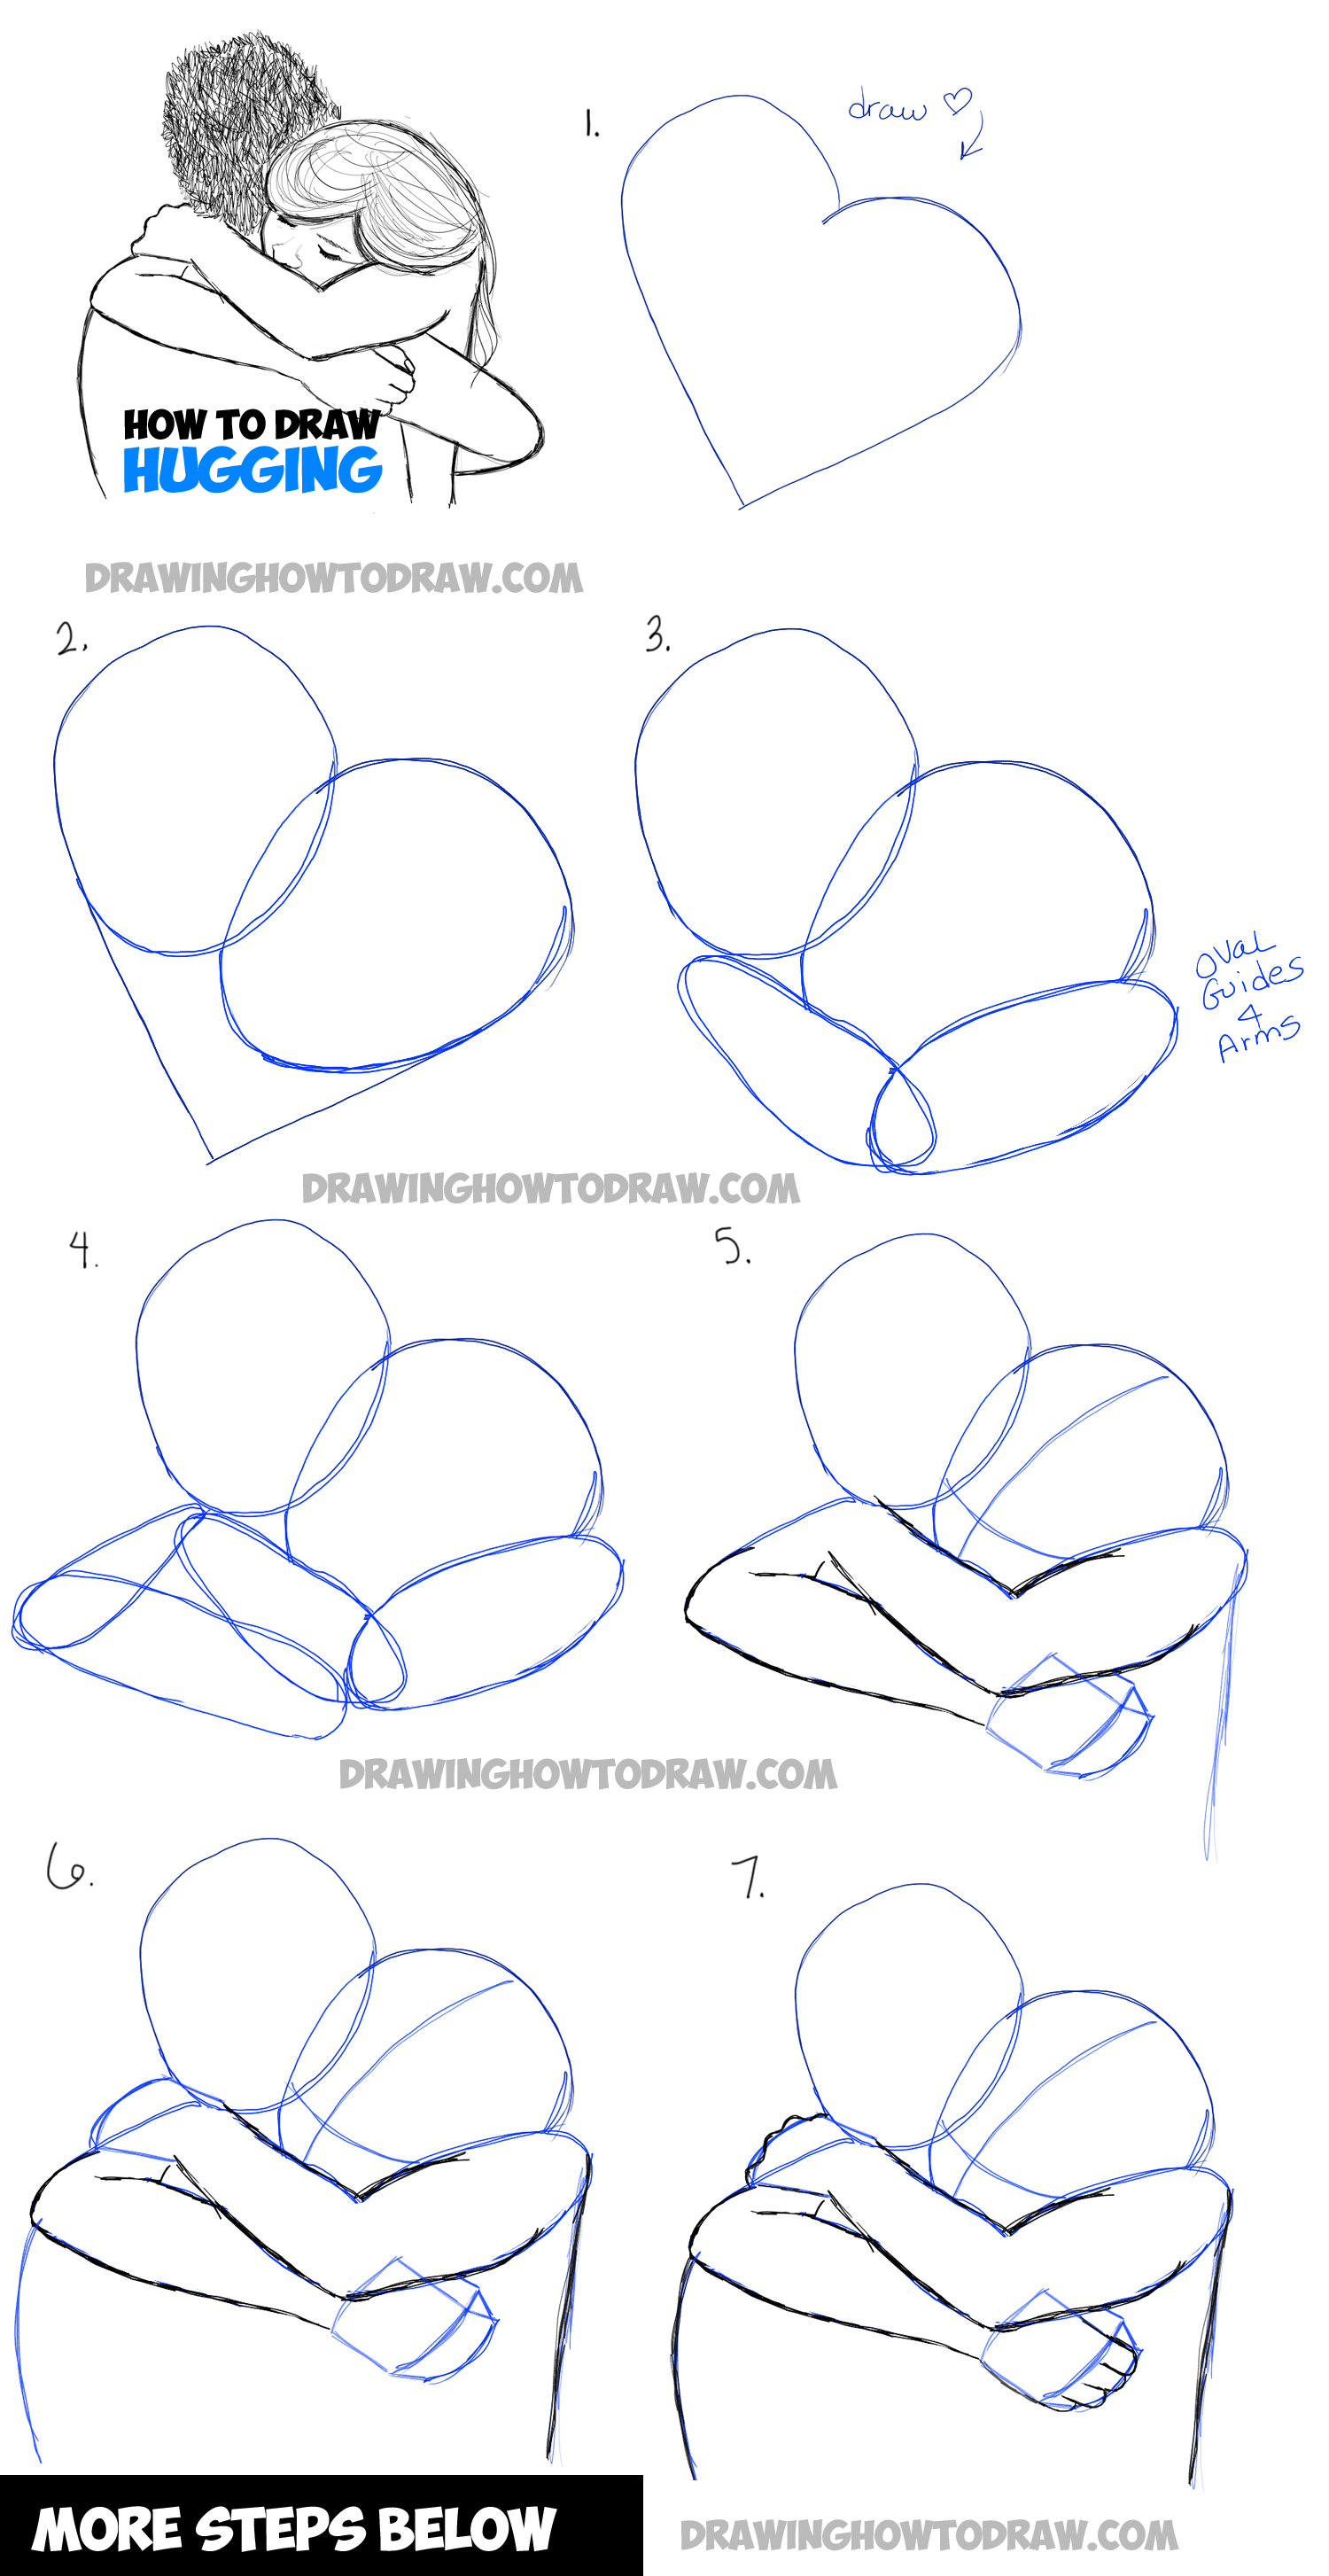 1.
draw ♡
HOW TO DRAW
HUGGING
DRAWINGHOWTODRAW.COM
2.
3.
OVal
Guides
4
Arms
DRAWINGHOWTODRAW.COM
4.
5.
DRAWINGHOWTODRAW.COM
6.
7.
MORE STEPS BELOW
DRAWINGHOWTODRAW.COM